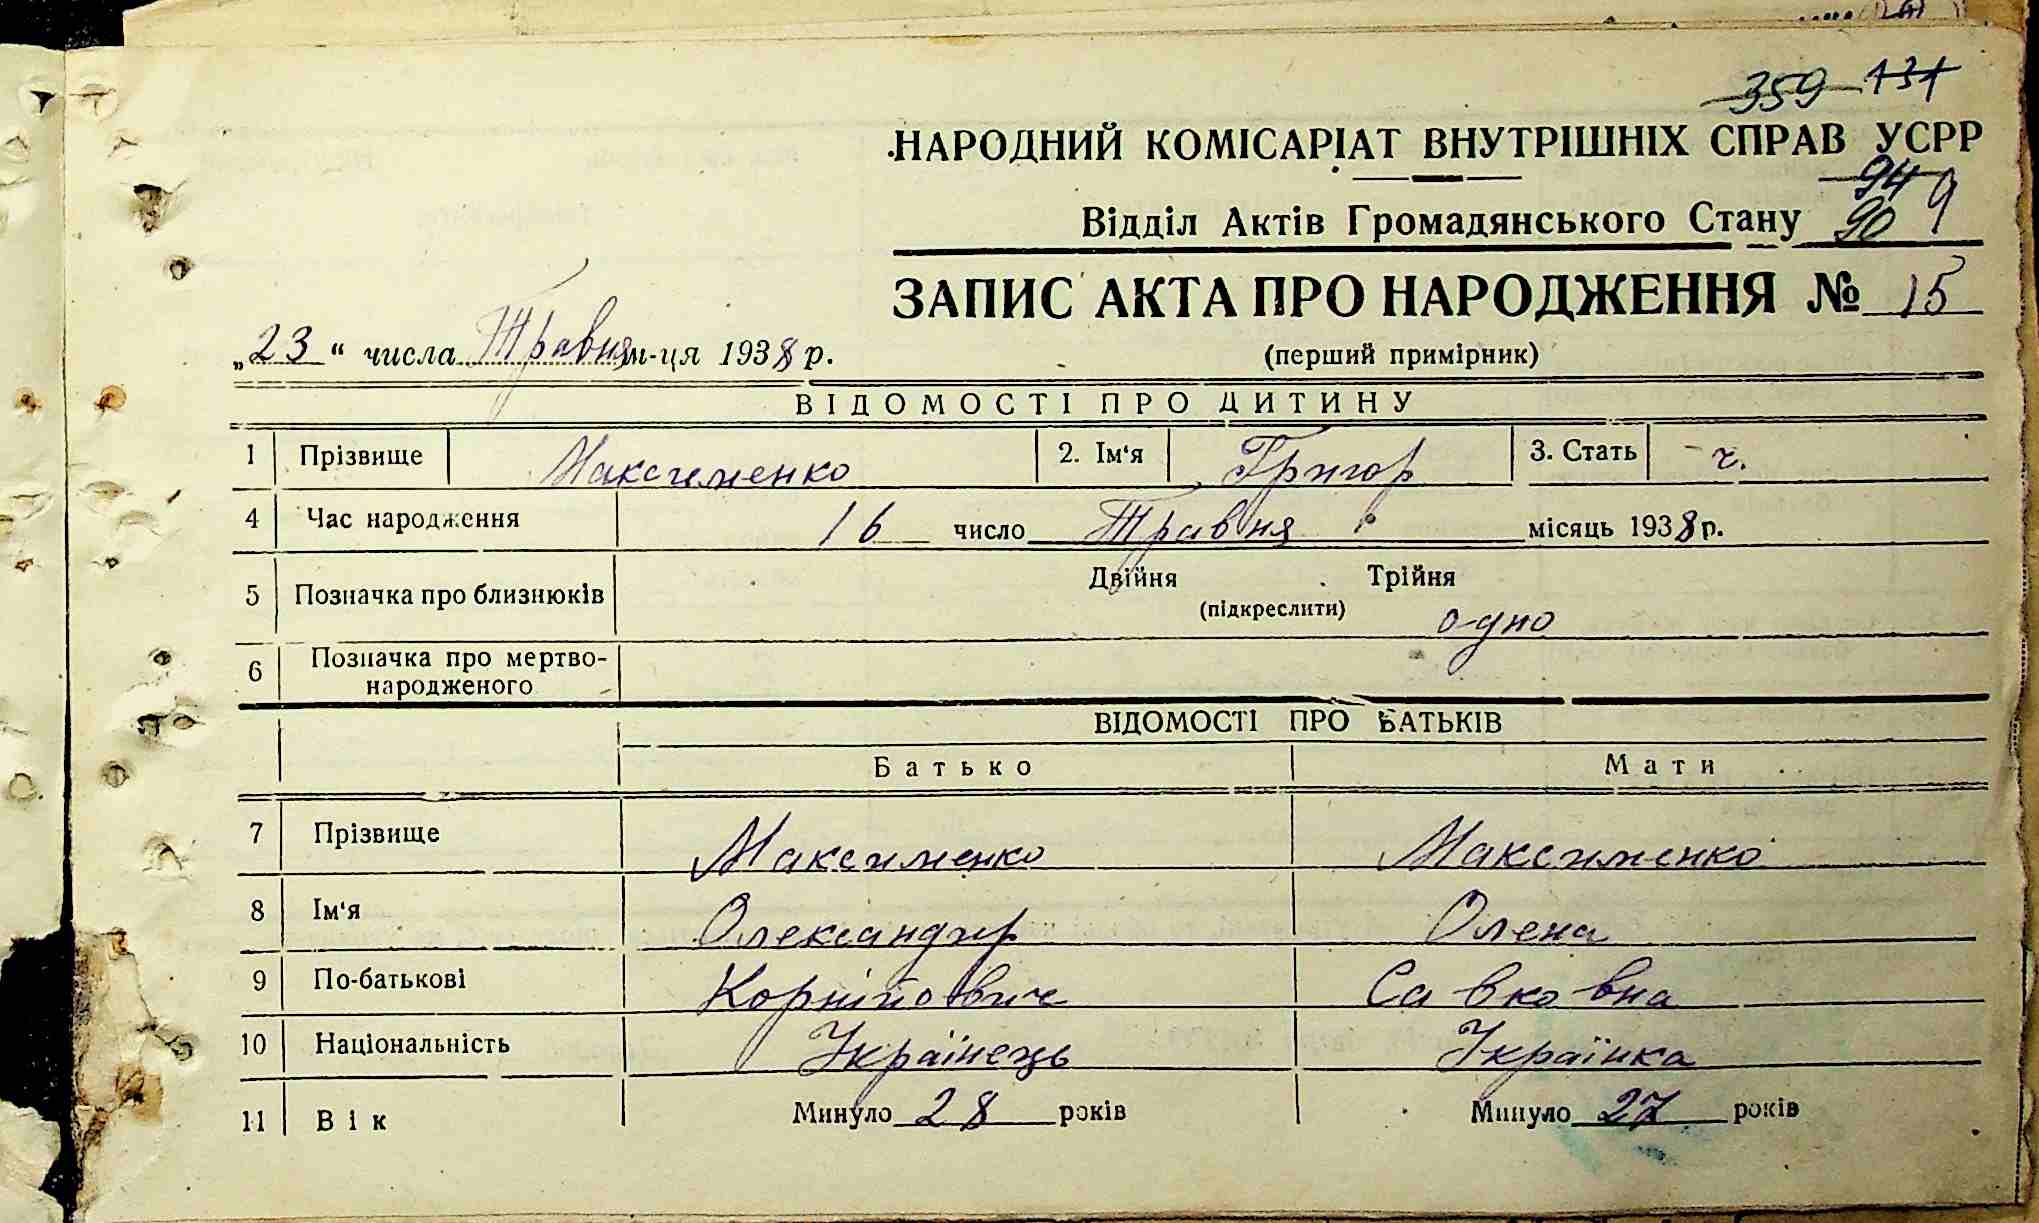 359 131
НАРОДНИЙ КОМІСАРІАТ ВНУТРІШНІХ СПРАВ УСРР
94
Відділ Актів Громадянського Стану 90 9
ЗАПИС АКТА ПРО НАРОДЖЕННЯ № 15
„23“ числа Травня м-ця 1938 р. (перший примірник)
ВІДОМОСТІ ПРО ДИТИНУ
1 Прізвище Максименко 2. Ім'я Григор 3. Стать ч.
4 Час народження 16 число Травня місяць 1938 р.
5 Позначка про близнюків Двійня Трійня
(підкреслити) одно
6 Позначка про мертво-
народженого
ВІДОМОСТІ ПРО БАТЬКІВ
Батько Мати
7 Прізвище Максименко Максименко
8 Ім'я Олександр Олена
9 По-батькові Корнійович Савковна
10 Національність Українець Українка
11 Вік Минуло 28 років Минуло 27 років